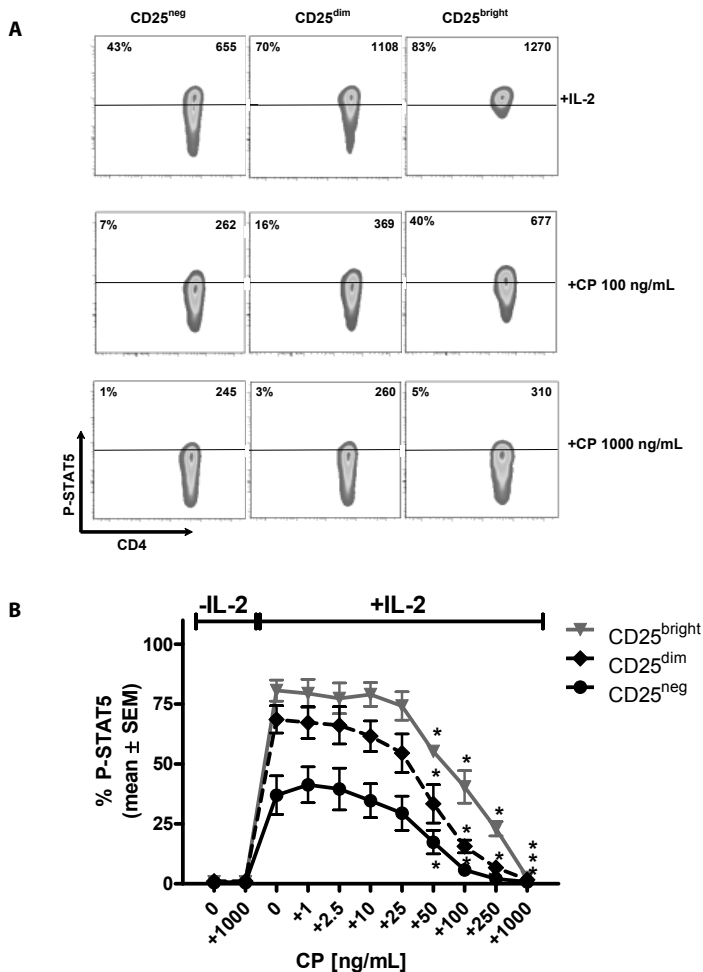 A
CD25neg CD25dim CD25bright
43% 655 70% 1108 83% 1270
+IL-2
7% 262 16% 369 40% 677
+CP 100 ng/mL
1% 245 3% 260 5% 310
+CP 1000 ng/mL
P-STAT5
CD4
B
-IL-2 +IL-2
CD25bright
CD25dim
CD25neg
% P-STAT5
(mean ± SEM)
100
75
50
25
0
* * * * * * * * * * * *
0 +1000 0 +1 +2.5 +10 +25 +50 +100 +250 +1000
CP [ng/mL]